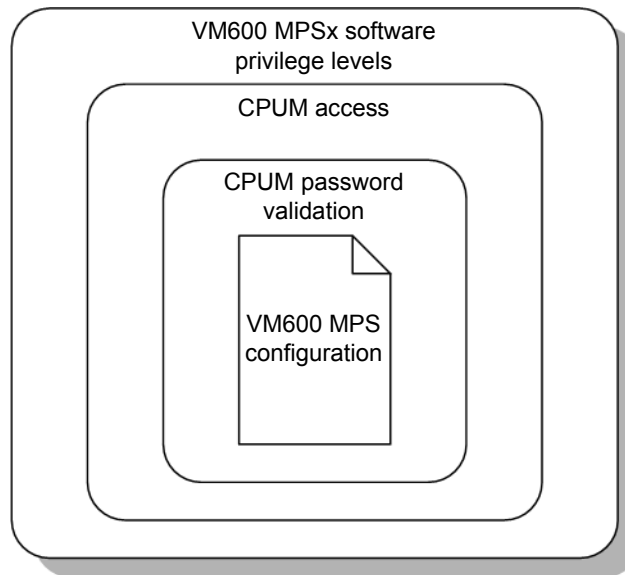 VM600 MPSx software
privilege levels
CPUM access
CPUM password
validation
VM600 MPS
configuration